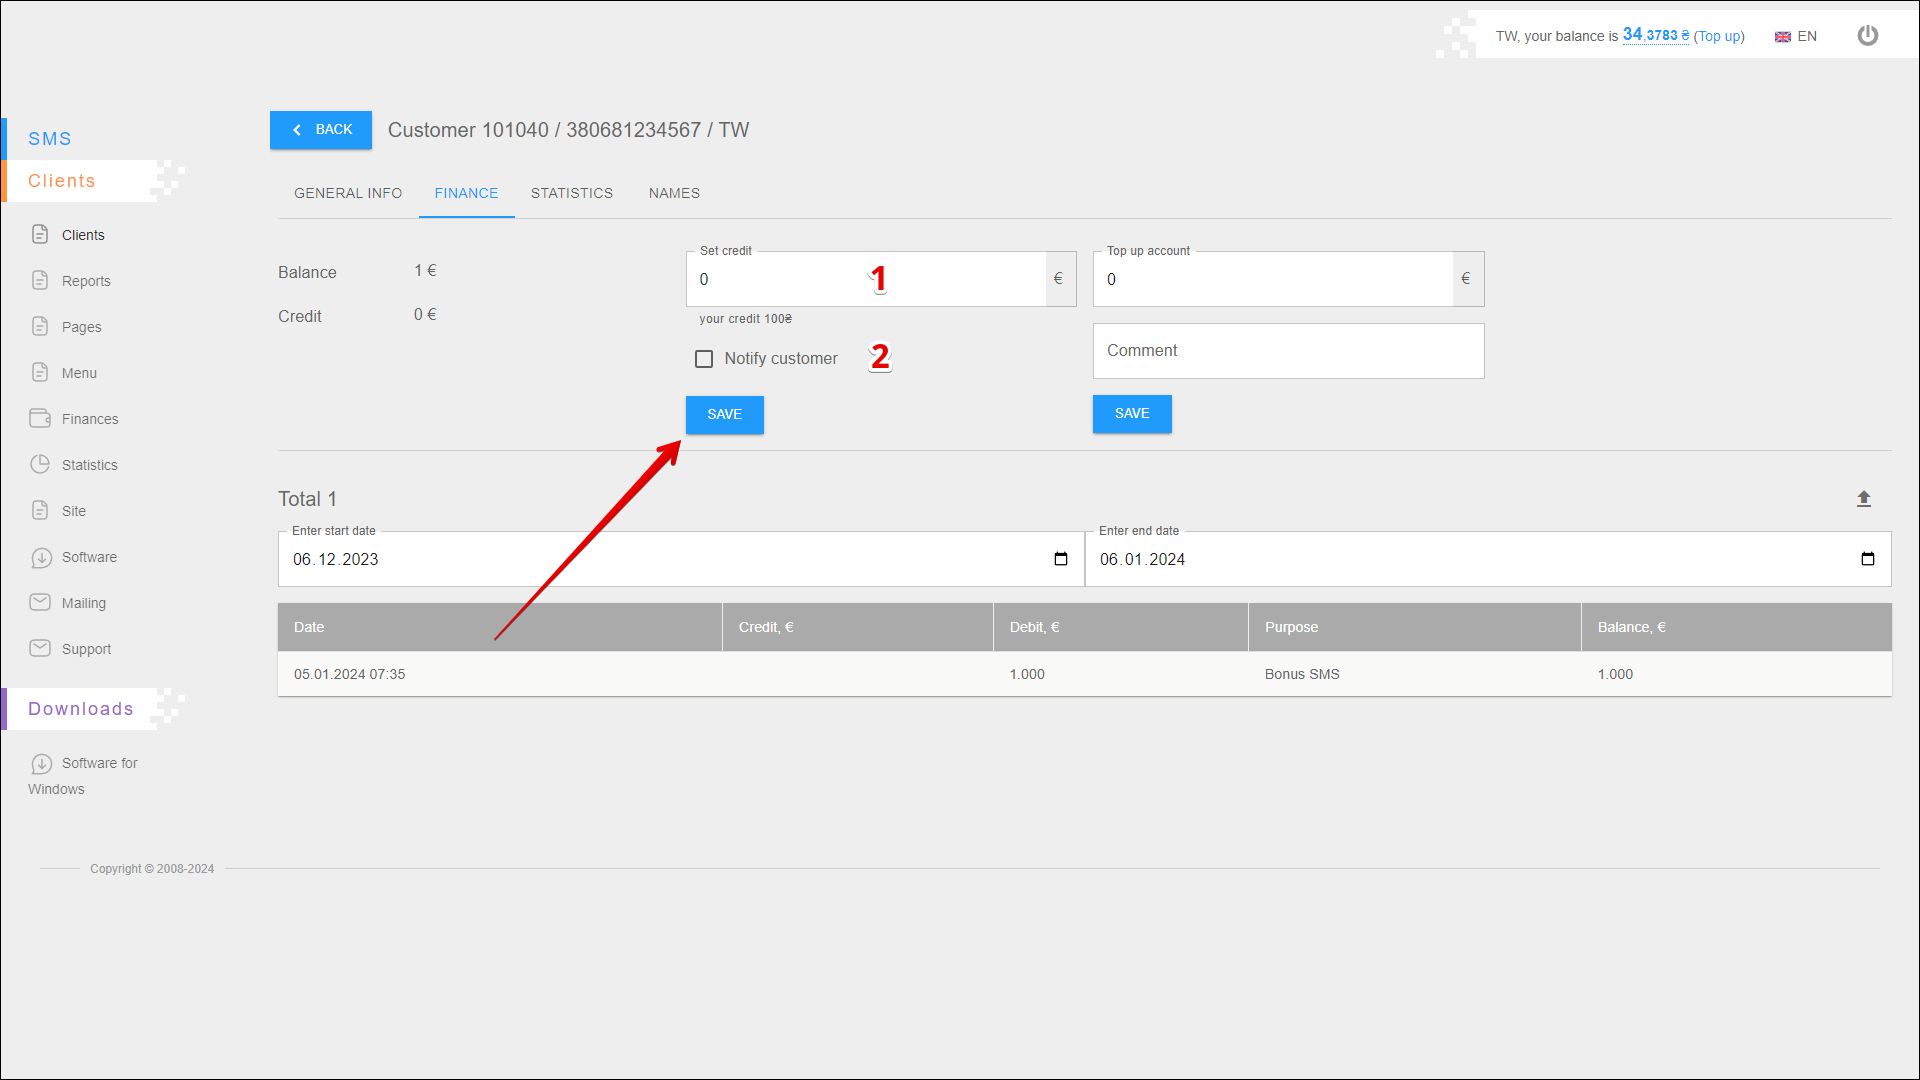 TW, your balance is 34,3783 ₴ (Top up)
EN
SMS
Clients
Clients
Reports
Pages
Menu
Finances
Statistics
Site
Software
Mailing
Support
Downloads
Software for
Windows
BACK
Customer 101040 / 380681234567 / TW
GENERAL INFO
FINANCE
STATISTICS
NAMES
Balance 1 €
Credit 0 €
Set credit
0 1 €
your credit 100₴
Notify customer 2
SAVE
Top up account
0 €
Comment
SAVE
Total 1
Enter start date
06.12.2023
Enter end date
06.01.2024
Date Credit, € Debit, € Purpose Balance, €
05.01.2024 07:35 1.000 Bonus SMS 1.000
Copyright © 2008-2024